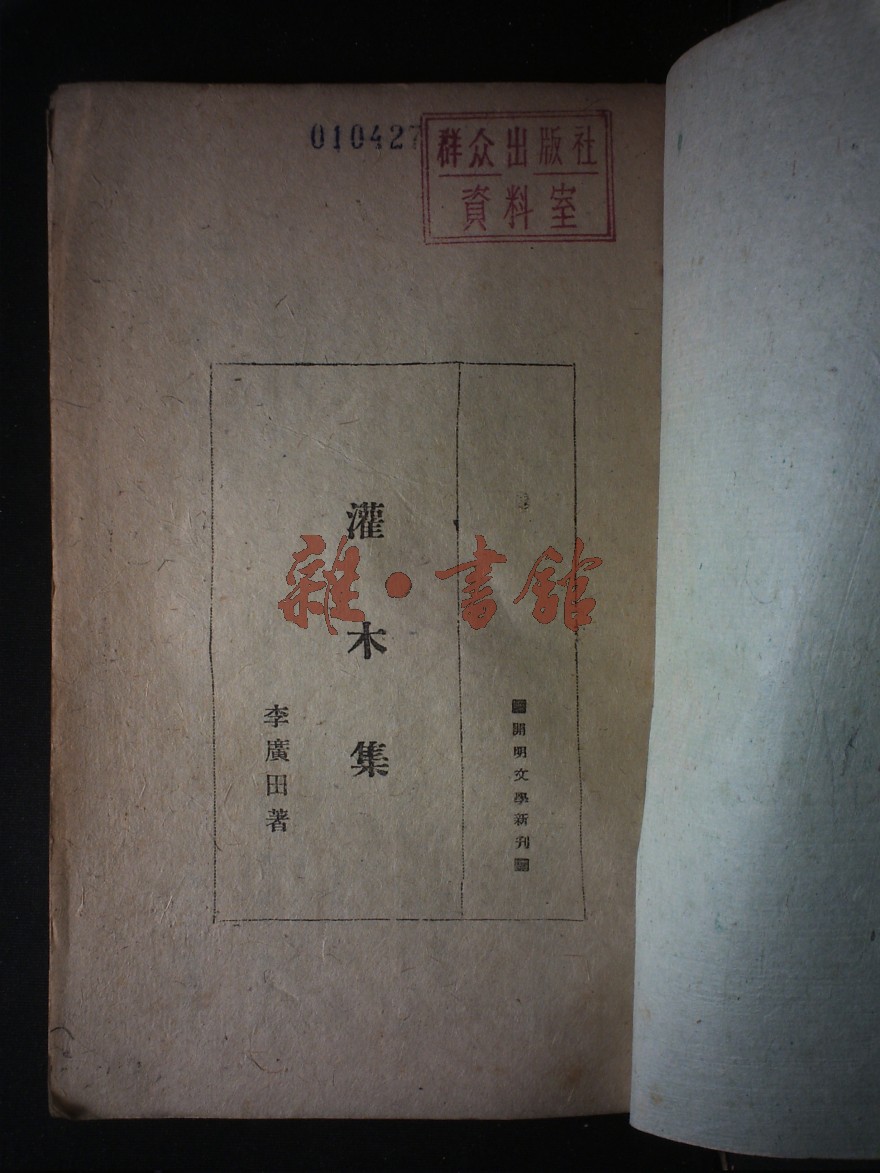 010427
群众出版社
資料室
雜·書館
開明文學新刊
灌木集
李廣田著